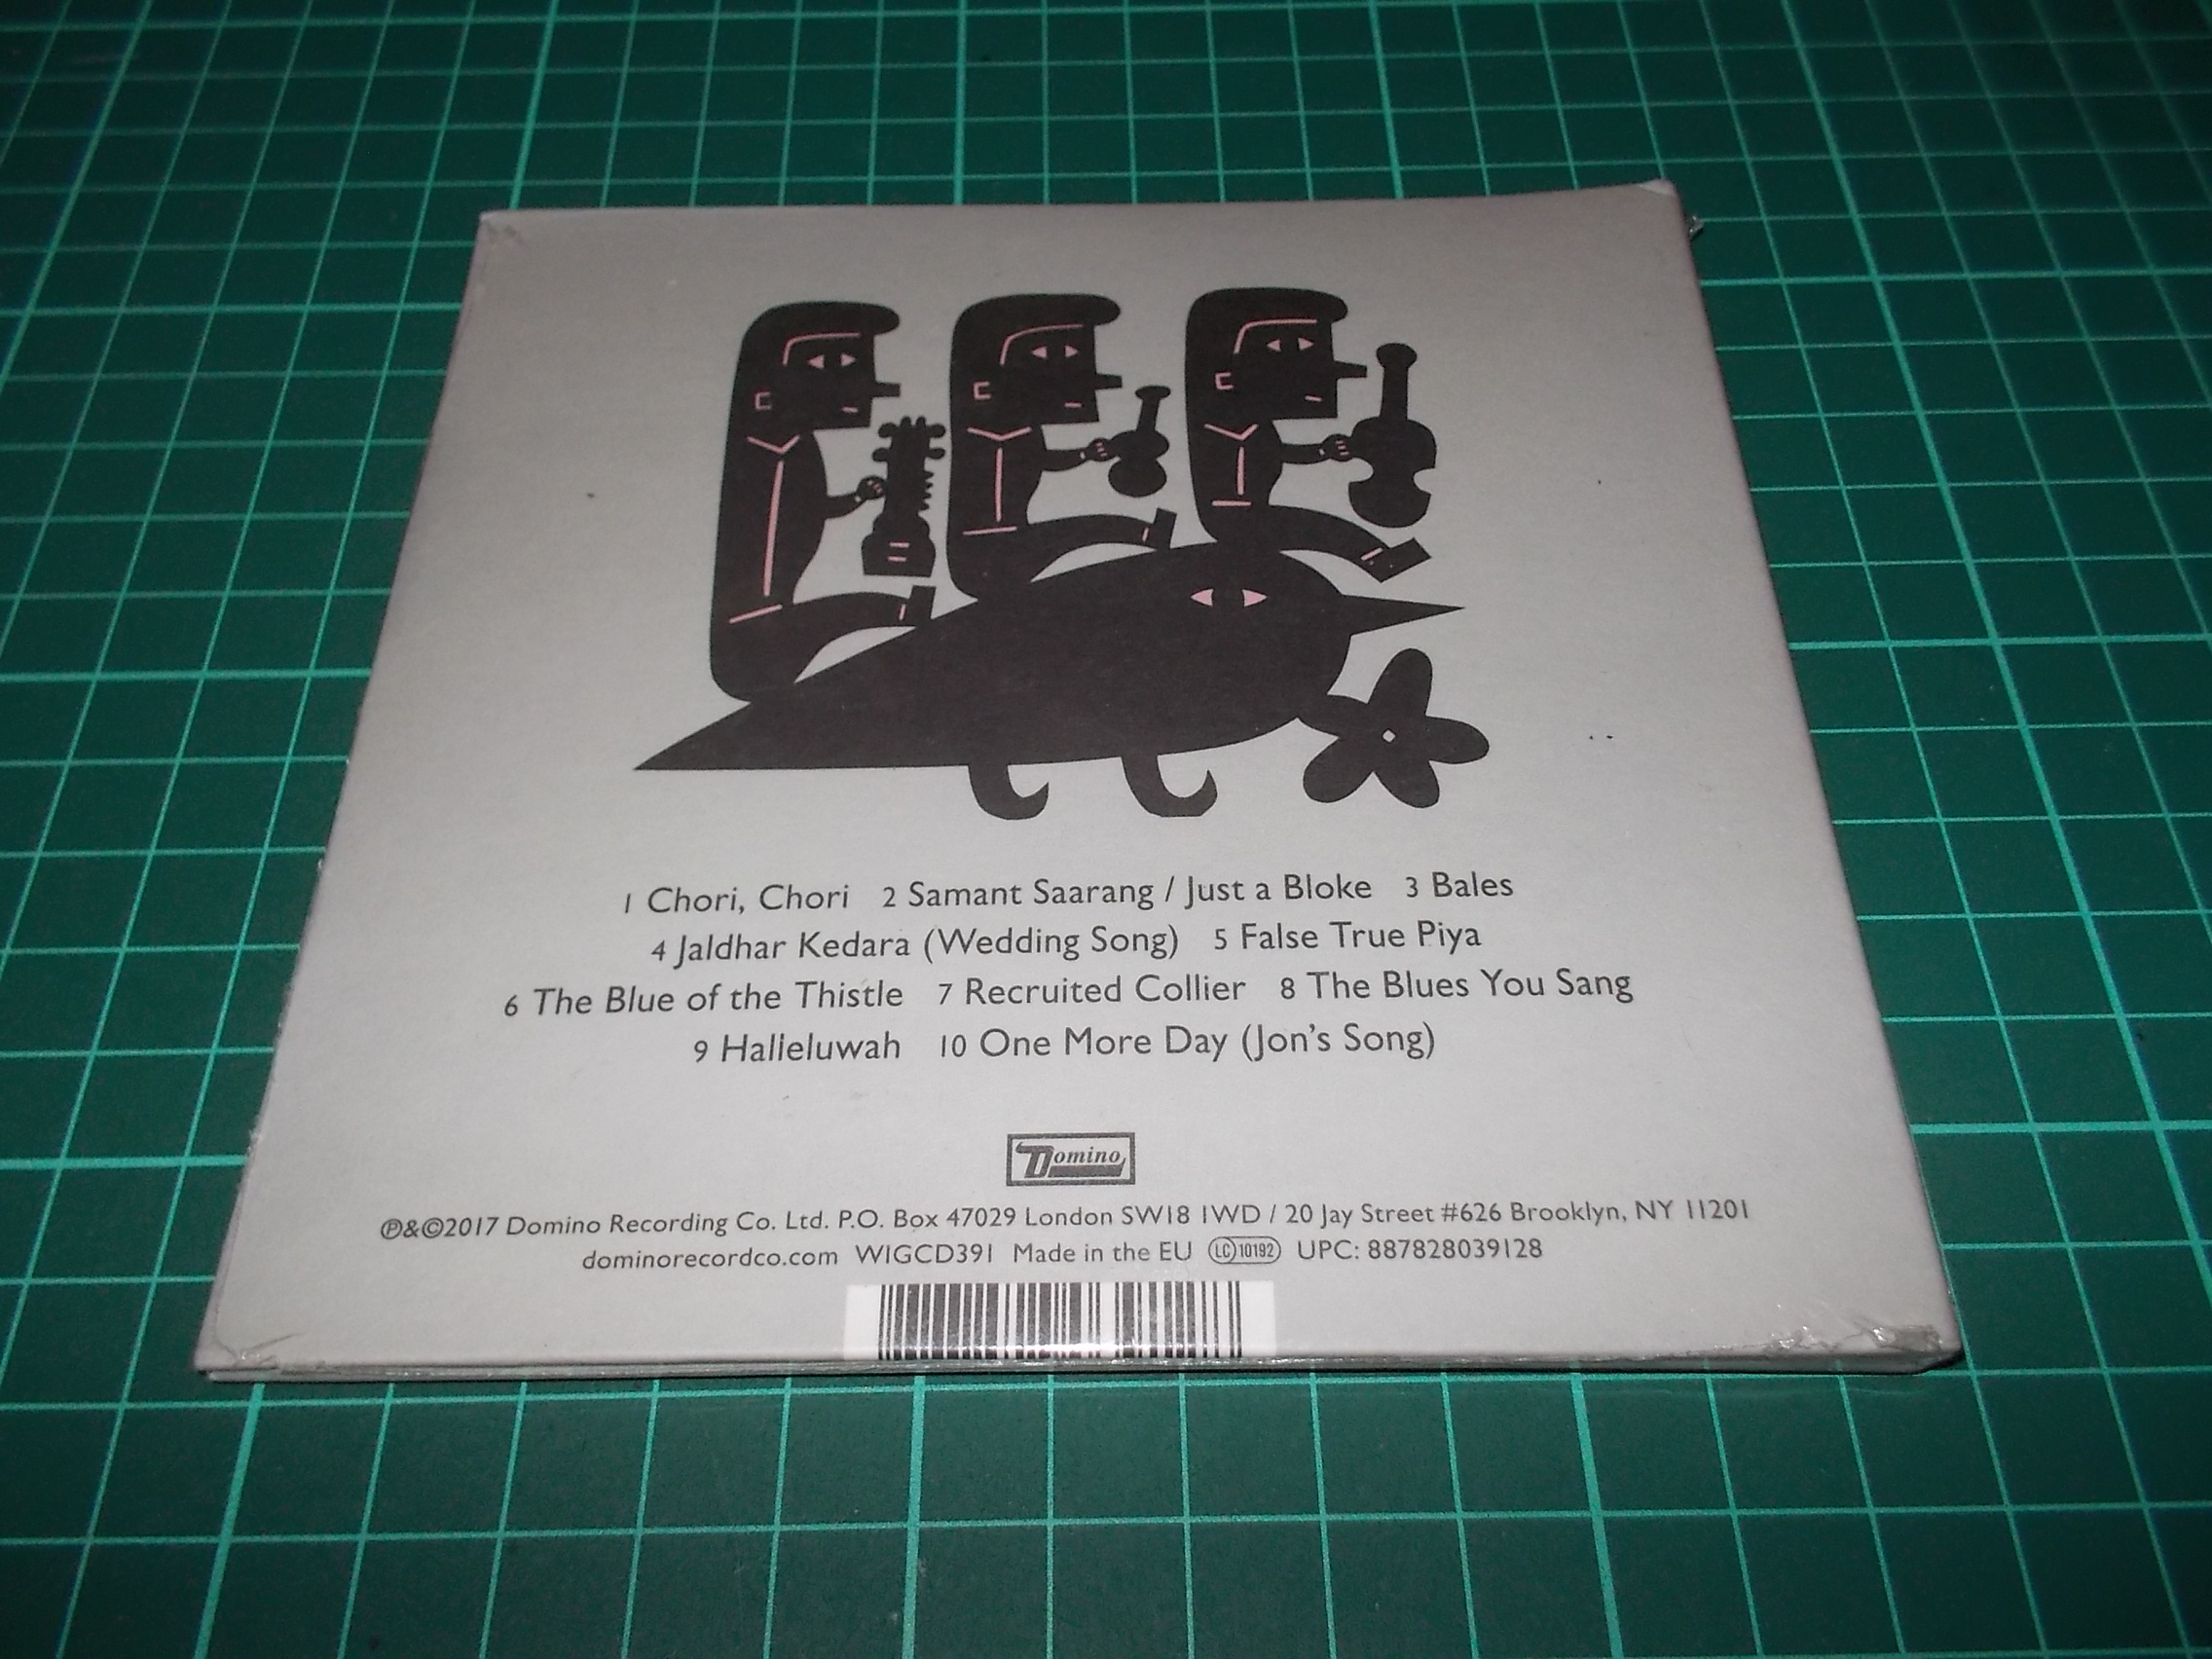 1 Chori, Chori 2 Samant Saarang / Just a Bloke 3 Bales
4 Jaldhar Kedara (Wedding Song) 5 False True Piya
6 The Blue of the Thistle 7 Recruited Collier 8 The Blues You Sang
9 Halleluwah 10 One More Day (Jon's Song)
Domino
℗&©2017 Domino Recording Co. Ltd. P.O. Box 47029 London SW18 1WD / 20 Jay Street #626 Brooklyn, NY 11201
dominorecordco.com WIGCD391 Made in the EU LC 10192 UPC: 887828039128